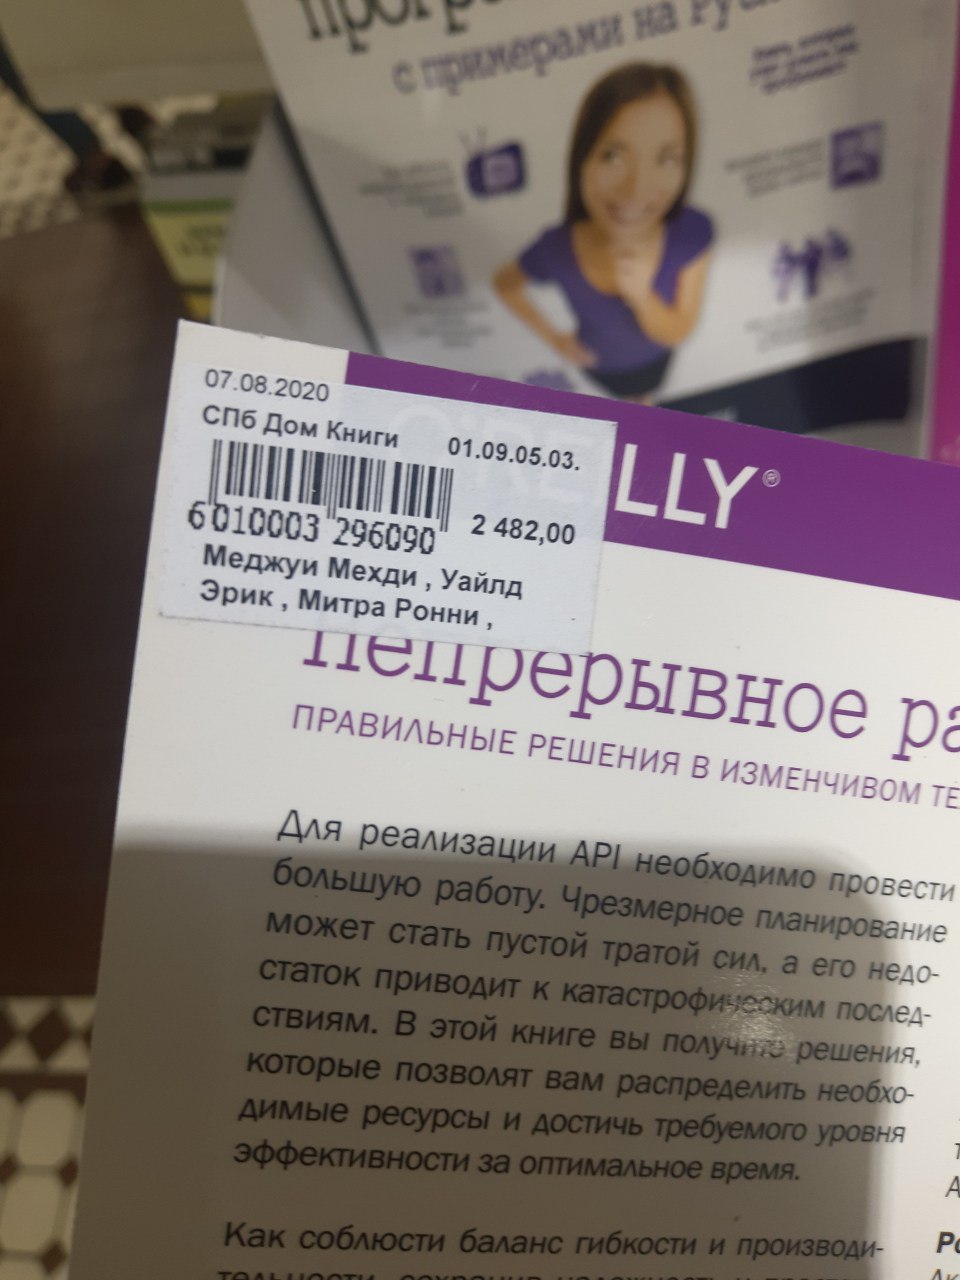 с примерами на
07.08.2020
СПб Дом Книги 01.09.05.03.
6010003 296090 2 482,00
Меджуи Мехди , Уайлд
Эрик , Митра Ронни ,
O'REILLY®
Непрерывное
ПРАВИЛЬНЫЕ РЕШЕНИЯ В ИЗМЕНЧИВОМ
Для реализации API необходимо провести
большую работу. Чрезмерное планирование
может стать пустой тратой сил, а его недо-
статок приводит к катастрофическим послед-
ствиям. В этой книге вы получите решения,
которые позволят вам распределить необхо-
димые ресурсы и достичь требуемого уровня
эффективности за оптимальное время.
Как соблюсти баланс гибкости и производи-